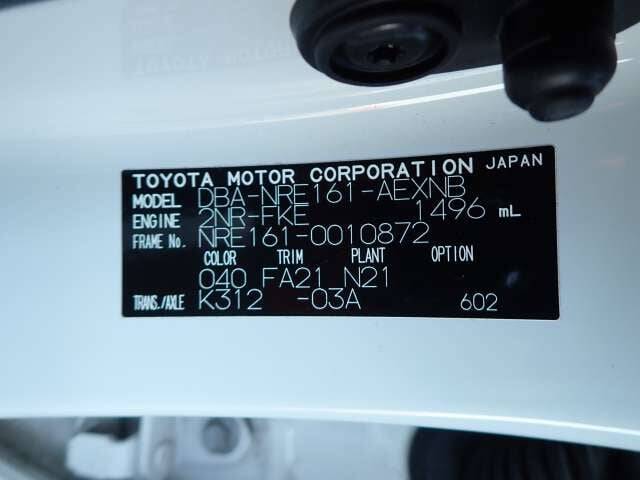 TOYOTA MOTOR CORPORATION JAPAN
MODEL DBA-NRE161-AEXNB
ENGINE 2NR-FKE 1496 mL
FRAME No. NRE161-0010872
COLOR TRIM PLANT OPTION
040 FA21 N21
TRANS./AXLE K312 -03A 602